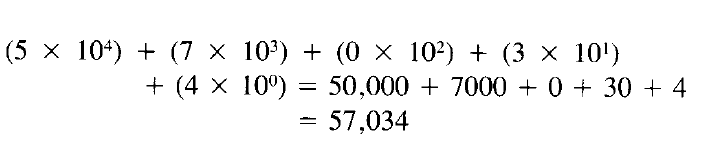 (5 × 10⁴) + (7 × 10³) + (0 × 10²) + (3 × 10¹)
+ (4 × 10⁰) = 50,000 + 7000 + 0 + 30 + 4
= 57,034